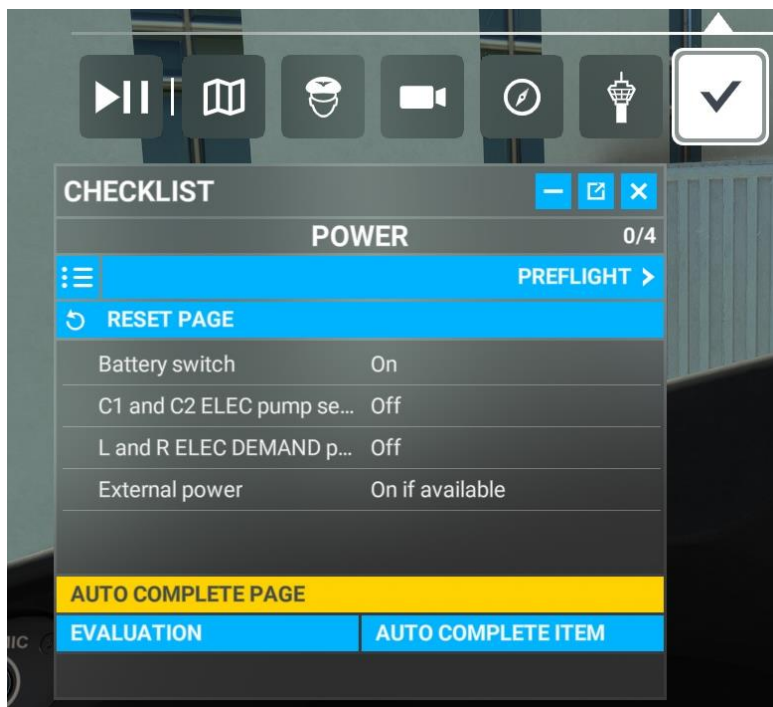 CHECKLIST
POWER 0/4
PREFLIGHT >
RESET PAGE
Battery switch On
C1 and C2 ELEC pump se... Off
L and R ELEC DEMAND p... Off
External power On if available
AUTO COMPLETE PAGE
EVALUATION AUTO COMPLETE ITEM
IC